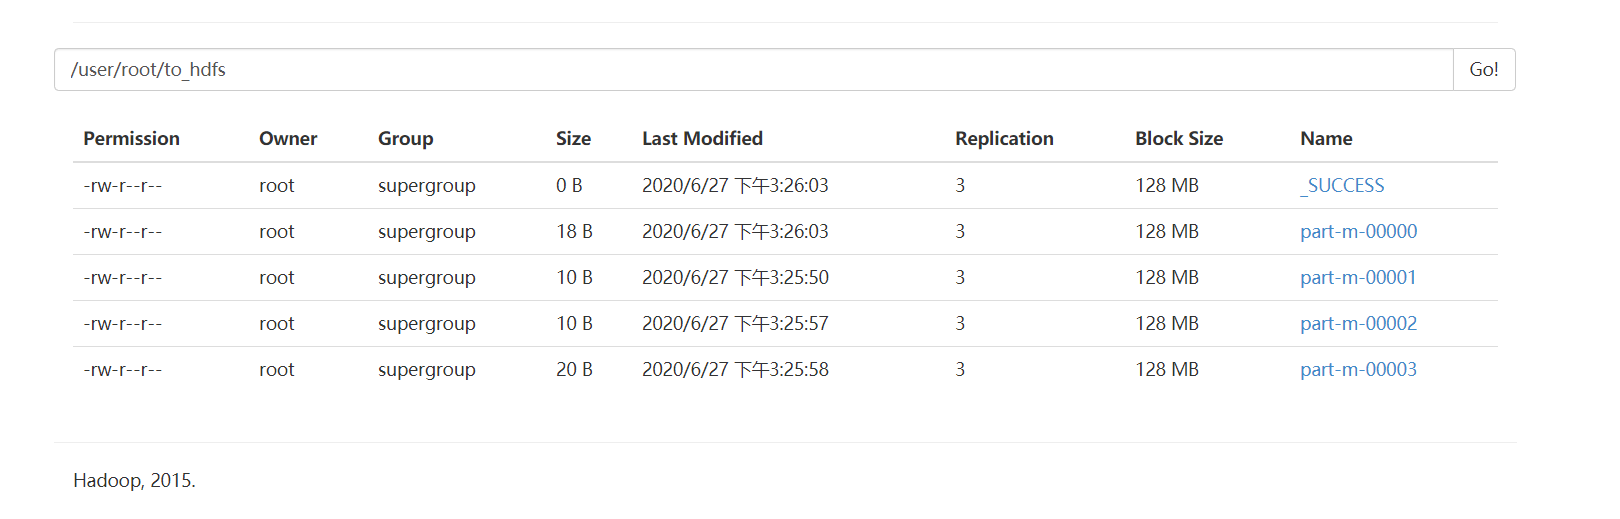 /user/root/to_hdfs Go!
Permission Owner Group Size Last Modified Replication Block Size Name
-rw-r--r-- root supergroup 0 B 2020/6/27 下午3:26:03 3 128 MB _SUCCESS
-rw-r--r-- root supergroup 18 B 2020/6/27 下午3:26:03 3 128 MB part-m-00000
-rw-r--r-- root supergroup 10 B 2020/6/27 下午3:25:50 3 128 MB part-m-00001
-rw-r--r-- root supergroup 10 B 2020/6/27 下午3:25:57 3 128 MB part-m-00002
-rw-r--r-- root supergroup 20 B 2020/6/27 下午3:25:58 3 128 MB part-m-00003
Hadoop, 2015.